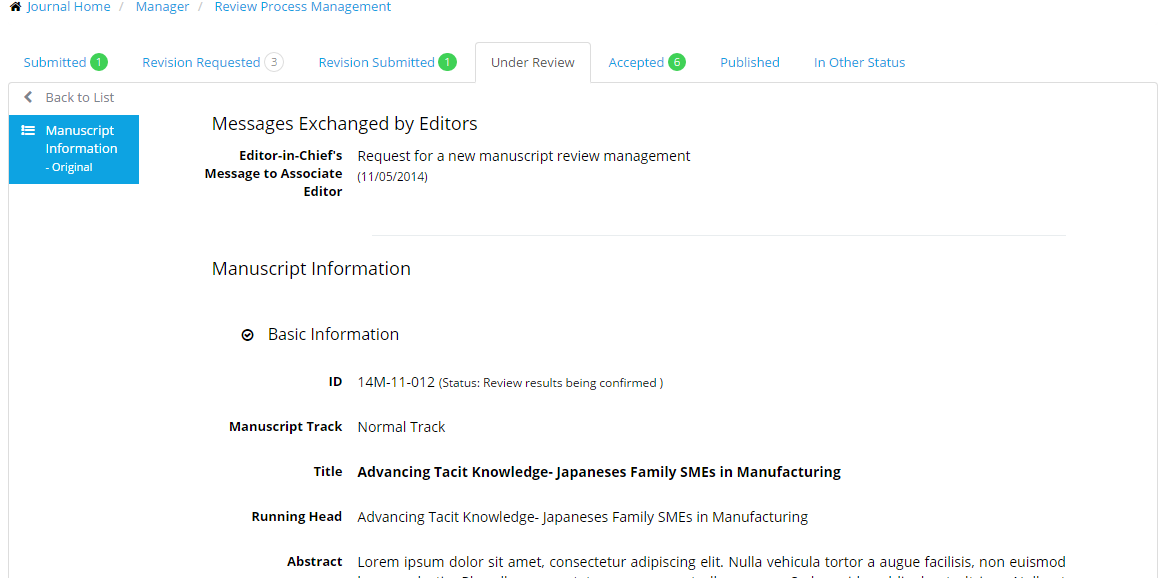 Journal Home / Manager / Review Process Management
Submitted 1 Revision Requested 3 Revision Submitted 1 Under Review Accepted 6 Published In Other Status
Back to List
Manuscript
Information
- Original
Messages Exchanged by Editors
Editor-in-Chief's
Message to Associate
Editor
Request for a new manuscript review management
(11/05/2014)
Manuscript Information
Basic Information
ID 14M-11-012 (Status: Review results being confirmed )
Manuscript Track Normal Track
Title Advancing Tacit Knowledge- Japaneses Family SMEs in Manufacturing
Running Head Advancing Tacit Knowledge- Japaneses Family SMEs in Manufacturing
Abstract Lorem ipsum dolor sit amet, consectetur adipiscing elit. Nulla vehicula tortor a augue facilisis, non euismod